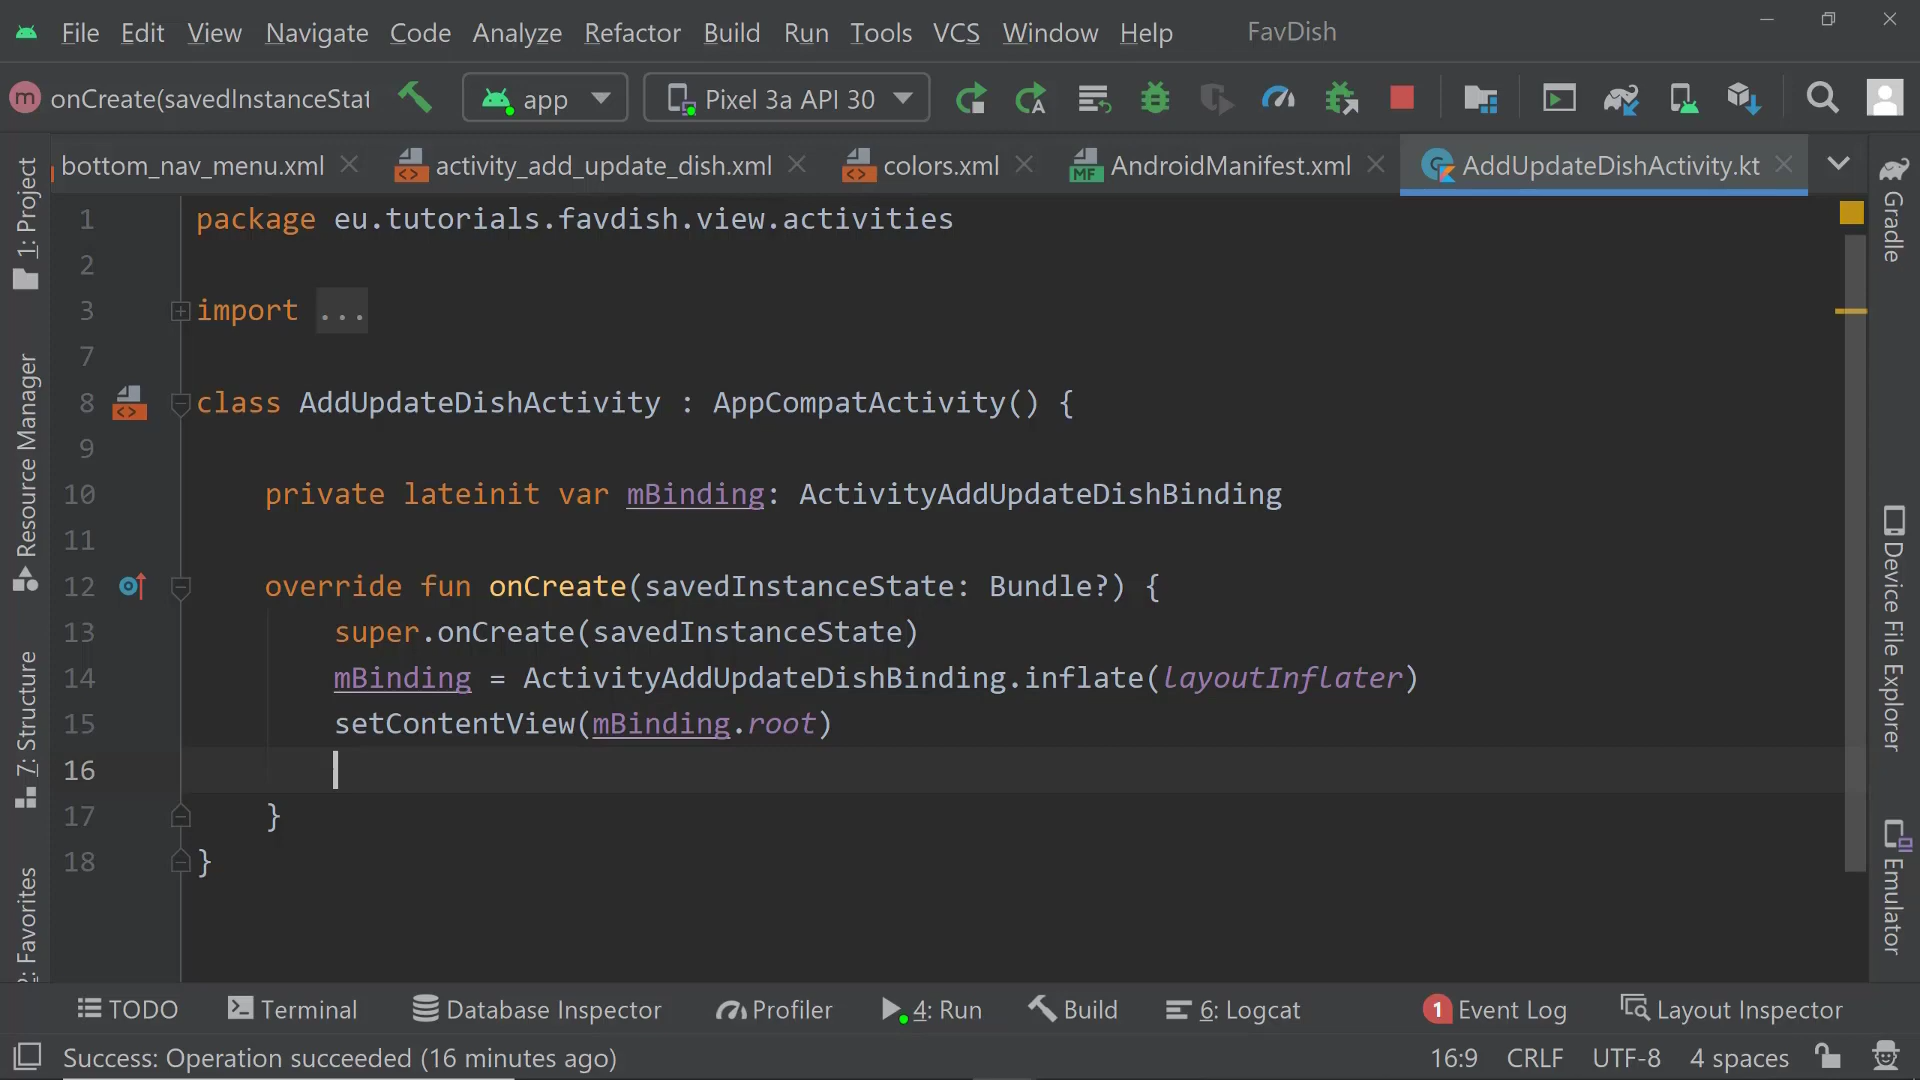 File Edit View Navigate Code Analyze Refactor Build Run Tools VCS Window Help FavDish
m onCreate(savedInstanceStat app Pixel 3a API 30
bottom_nav_menu.xml activity_add_update_dish.xml colors.xml MF AndroidManifest.xml AddUpdateDishActivity.kt
1: Project
Resource Manager
7: Structure
2: Favorites
1 package eu.tutorials.favdish.view.activities
2
3 import ...
7
8 class AddUpdateDishActivity : AppCompatActivity() {
9
10 private lateinit var mBinding: ActivityAddUpdateDishBinding
11
12 override fun onCreate(savedInstanceState: Bundle?) {
13 super.onCreate(savedInstanceState)
14 mBinding = ActivityAddUpdateDishBinding.inflate(layoutInflater)
15 setContentView(mBinding.root)
16
17 }
18 }
Gradle
Device File Explorer
Emulator
TODO Terminal Database Inspector Profiler 4: Run Build 6: Logcat 1 Event Log Layout Inspector
Success: Operation succeeded (16 minutes ago) 16:9 CRLF UTF-8 4 spaces